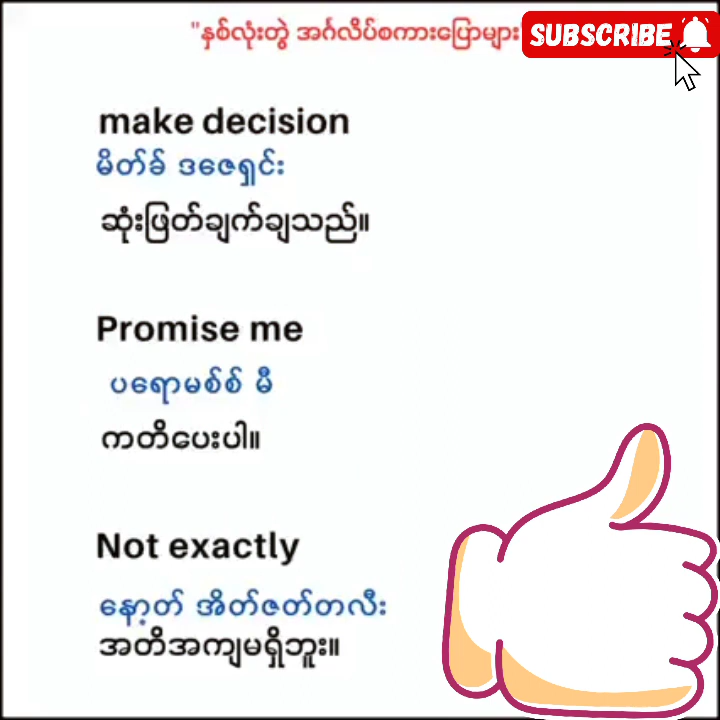 "နှစ်လုံးတွဲ အင်္ဂလိပ်စကားပြောများ
SUBSCRIBE
make decision
မိတ်ခ် ဒဇေရှင်း
ဆုံးဖြတ်ချက်ချသည်။
Promise me
ပရောမစ်စ် မီ
ကတိပေးပါ။
Not exactly
နော့တ် အိတ်ဇတ်တလီး
အတိအကျမရှိဘူး။